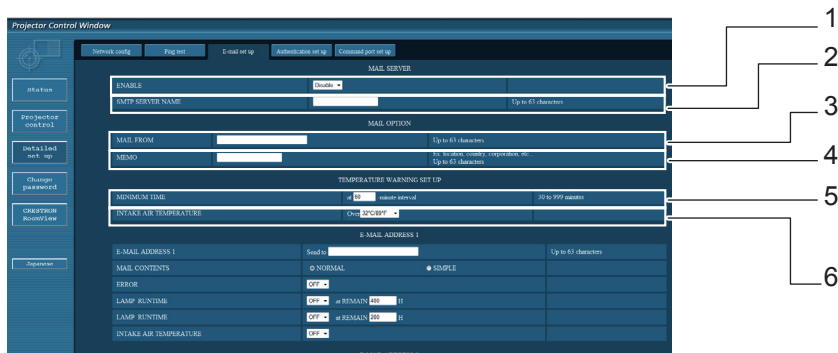 Projector Control Window
Network config Ping test E-mail set up Authentication set up Command port set up
MAIL SERVER
ENABLE Disable
SMTP SERVER NAME Up to 63 characters
MAIL OPTION
MAIL FROM Up to 63 characters
MEMO Ex. location, country, corporation, etc...
Up to 63 characters
TEMPERATURE WARNING SET UP
MINIMUM TIME at 60 minute interval 30 to 999 minutes
INTAKE AIR TEMPERATURE Over 32°C/89°F
E-MAIL ADDRESS 1
E-MAIL ADDRESS 1 Send to Up to 63 characters
MAIL CONTENTS NORMAL SIMPLE
ERROR OFF
LAMP RUNTIME OFF at REMAIN 400 H
LAMP RUNTIME OFF at REMAIN 200 H
INTAKE AIR TEMPERATURE OFF
Status
Projector
control
Detailed
set up
Change
password
CRESTRON
RoomView
Japanese
1
2
3
4
5
6